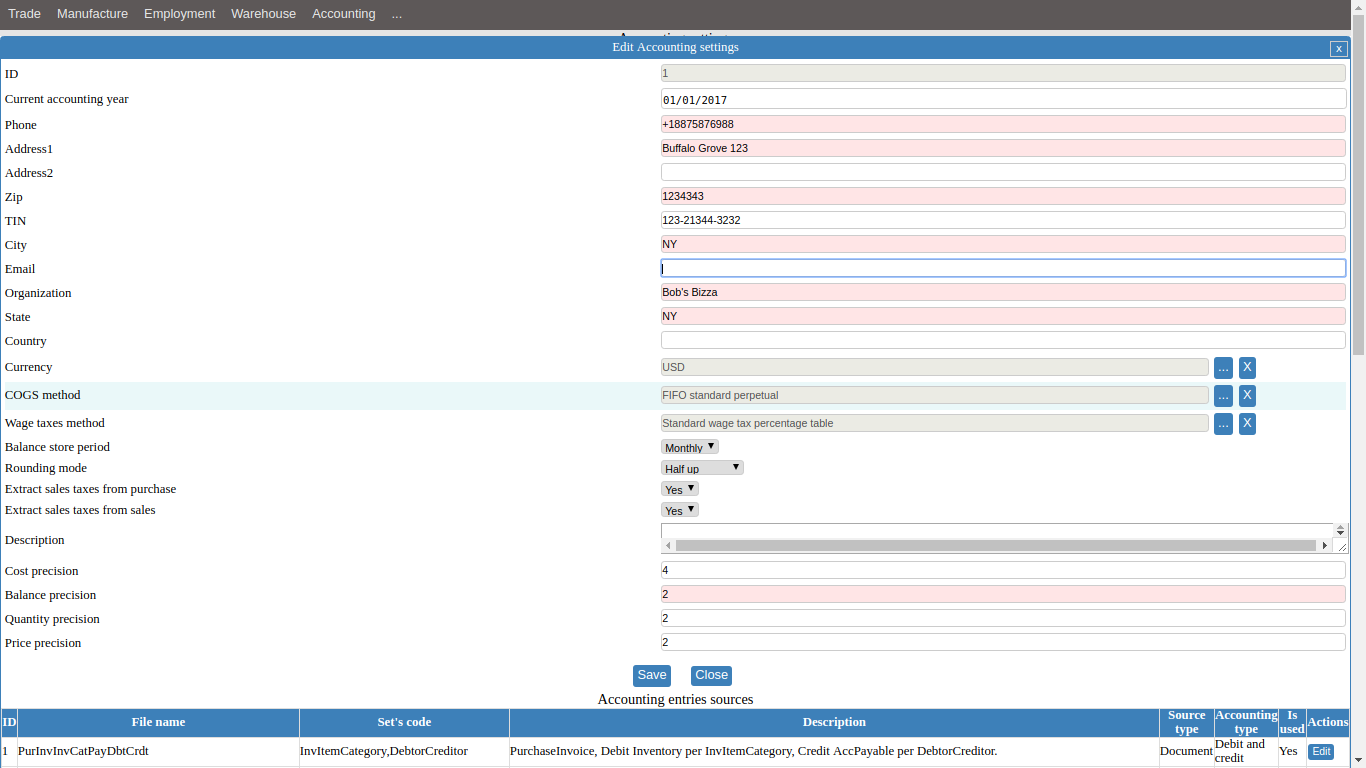 Trade Manufacture Employment Warehouse Accounting ...
Edit Accounting settings x
ID 1
Current accounting year 01/01/2017
Phone +18875876988
Address1 Buffalo Grove 123
Address2
Zip 1234343
TIN 123-21344-3232
City NY
Email
Organization Bob's Bizza
State NY
Country
Currency USD ... X
COGS method FIFO standard perpetual ... X
Wage taxes method Standard wage tax percentage table ... X
Balance store period Monthly
Rounding mode Half up
Extract sales taxes from purchase Yes
Extract sales taxes from sales Yes
Description
Cost precision 4
Balance precision 2
Quantity precision 2
Price precision 2
Save Close
Accounting entries sources
ID File name Set's code Description Source type Accounting type Is used Actions
1 PurInvInvCatPayDbtCrdt InvItemCategory,DebtorCreditor PurchaseInvoice, Debit Inventory per InvItemCategory, Credit AccPayable per DebtorCreditor. Document Debit and credit Yes Edit